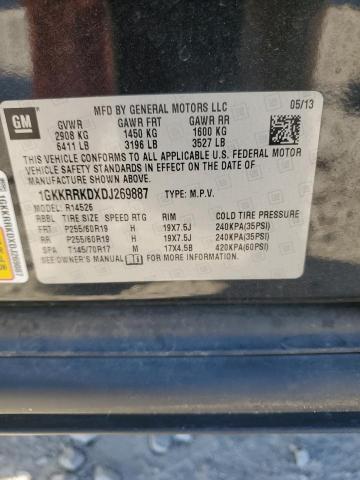 GM
MFD BY GENERAL MOTORS LLC 05/13
GVWR GAWR FRT GAWR RR
2908 KG 1450 KG 1600 KG
6411 LB 3196 LB 3527 LB
THIS VEHICLE CONFORMS TO ALL APPLICABLE U.S. FEDERAL MOTOR
VEHICLE SAFETY STANDARDS IN EFFECT ON THE DATE OF
MANUFACTURE SHOWN ABOVE.
1GKKRRKDXDJ269887 TYPE: M.P.V.
MODEL: R14526
RBBL TIRE SIZE SPEED RTG RIM COLD TIRE PRESSURE
FRT P255/60R19 H 19X7.5J 240KPA(35PSI)
RR P255/60R19 H 19X7.5J 240KPA(35PSI)
SPA T145/70R17 M 17X4.5B 420KPA(60PSI)
SEE OWNER'S MANUAL FOR MORE INFORMATION.
1GKKRRKDXDJ269887